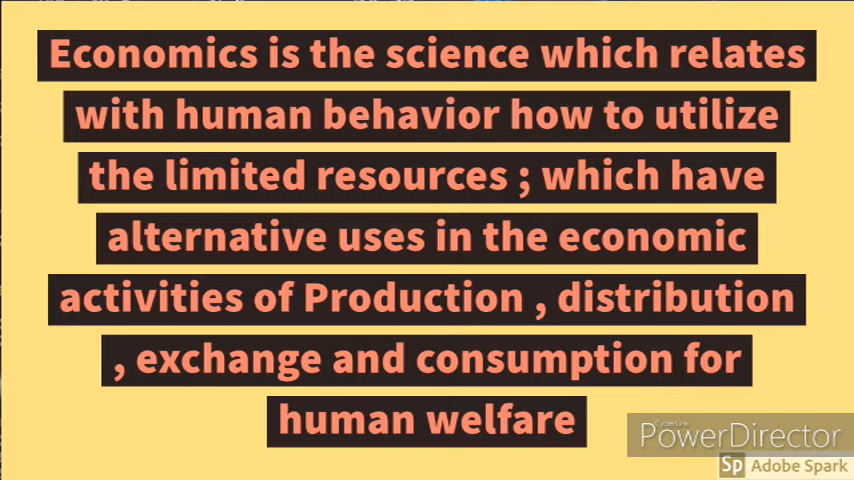 Economics is the science which relates
with human behavior how to utilize
the limited resources ; which have
alternative uses in the economic
activities of Production , distribution
, exchange and consumption for
human welfare
CyberLink
PowerDirector
Sp Adobe Spark